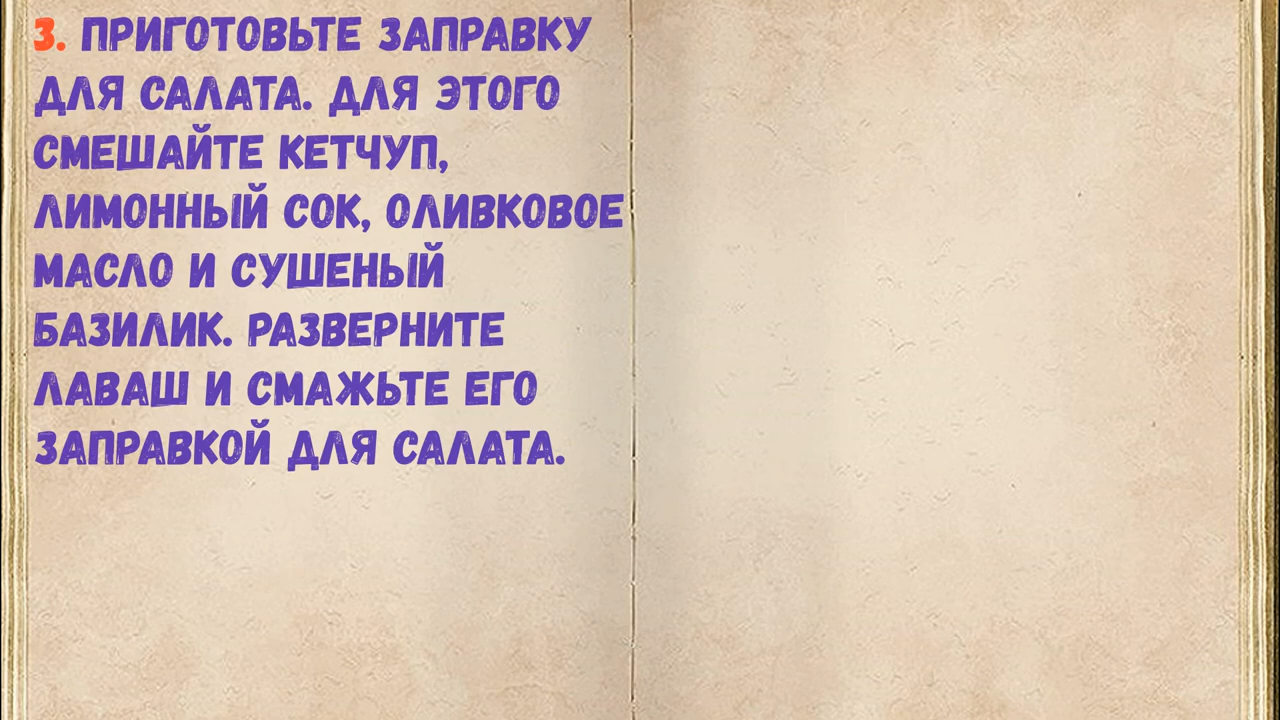 3. ПРИГОТОВЬТЕ ЗАПРАВКУ
ДЛЯ САЛАТА. ДЛЯ ЭТОГО
СМЕШАЙТЕ КЕТЧУП,
ЛИМОННЫЙ СОК, ОЛИВКОВОЕ
МАСЛО И СУШЕНЫЙ
БАЗИЛИК. РАЗВЕРНИТЕ
ЛАВАШ И СМАЖЬТЕ ЕГО
ЗАПРАВКОЙ ДЛЯ САЛАТА.